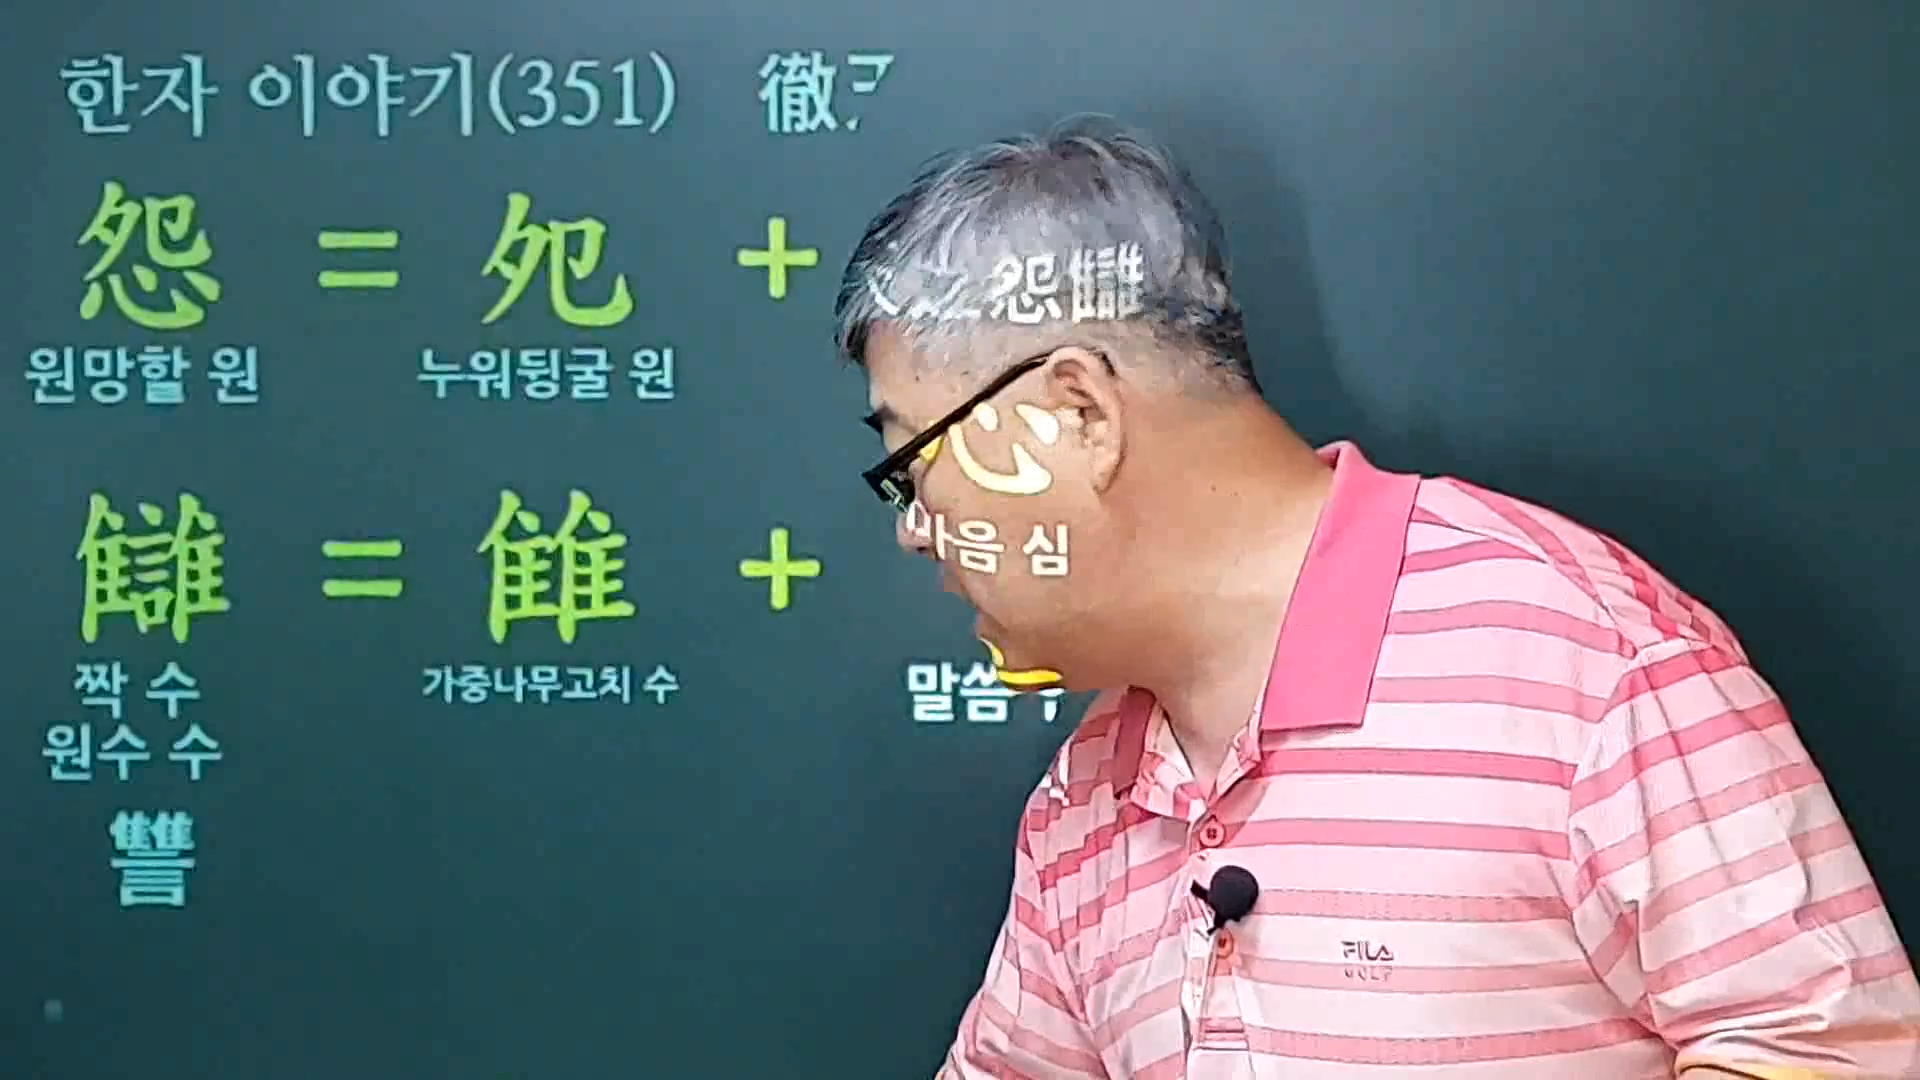 한자 이야기(351) 徹
怨讎
怨 = 夗 + 心
원망할 원 누워뒹굴 원 마음 심
讎 = 雔 +
짝 수 가중나무고치 수 말씀
원수 수
讐
FILA
GOLF